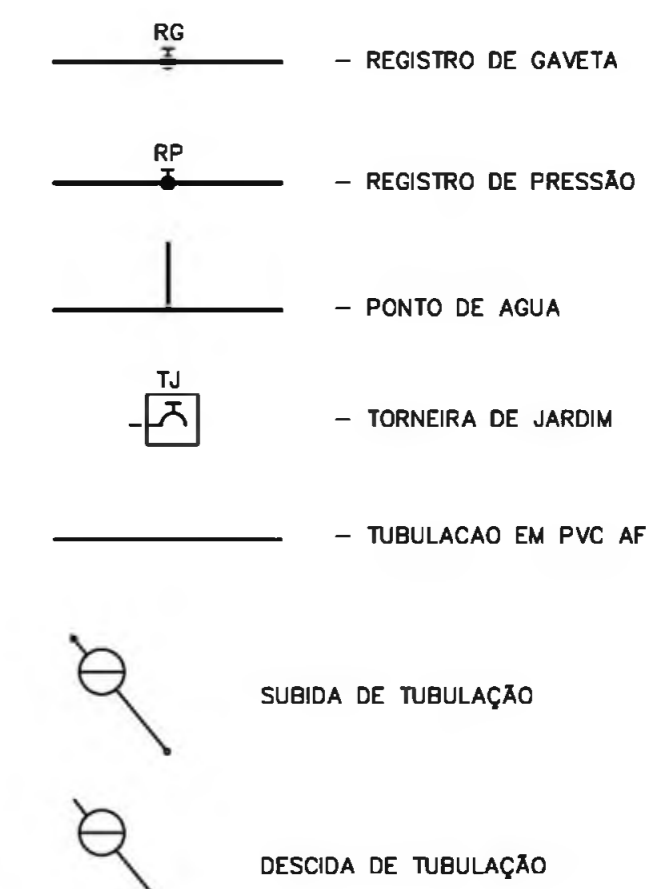 RG
– REGISTRO DE GAVETA
RP
– REGISTRO DE PRESSÃO
– PONTO DE AGUA
TJ
– TORNEIRA DE JARDIM
– TUBULACAO EM PVC AF
SUBIDA DE TUBULAÇÃO
DESCIDA DE TUBULAÇÃO